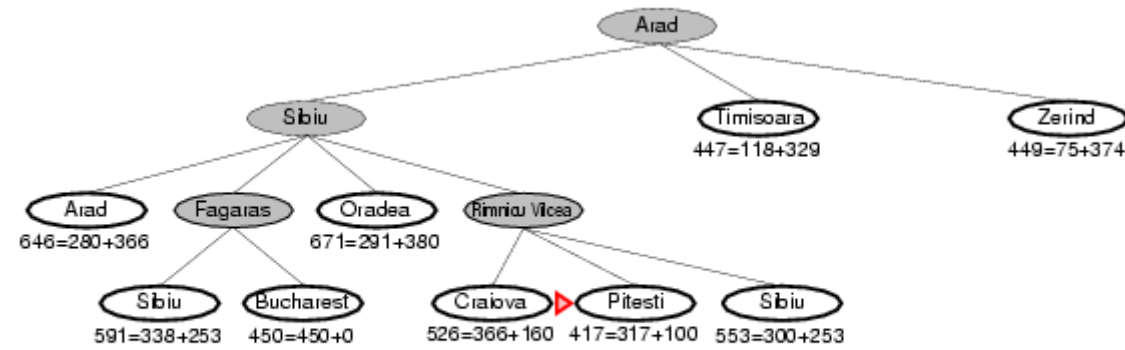 Arad
Sibiu
Timisoara
Zerind
447=118+329
449=75+374
Arad
Fagaras
Oradea
Rimnicu Vilcea
646=280+366
671=291+380
Sibiu
Bucharest
Craiova
Pitesti
Sibiu
591=338+253
450=450+0
526=366+160
417=317+100
553=300+253